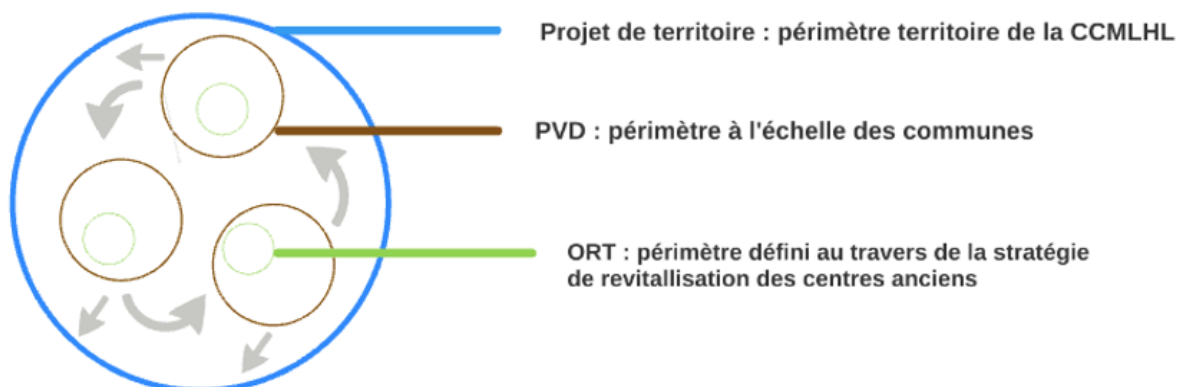 Projet de territoire : périmètre territoire de la CCMLHL
PVD : périmètre à l'échelle des communes
ORT : périmètre défini au travers de la stratégie
de revitallisation des centres anciens